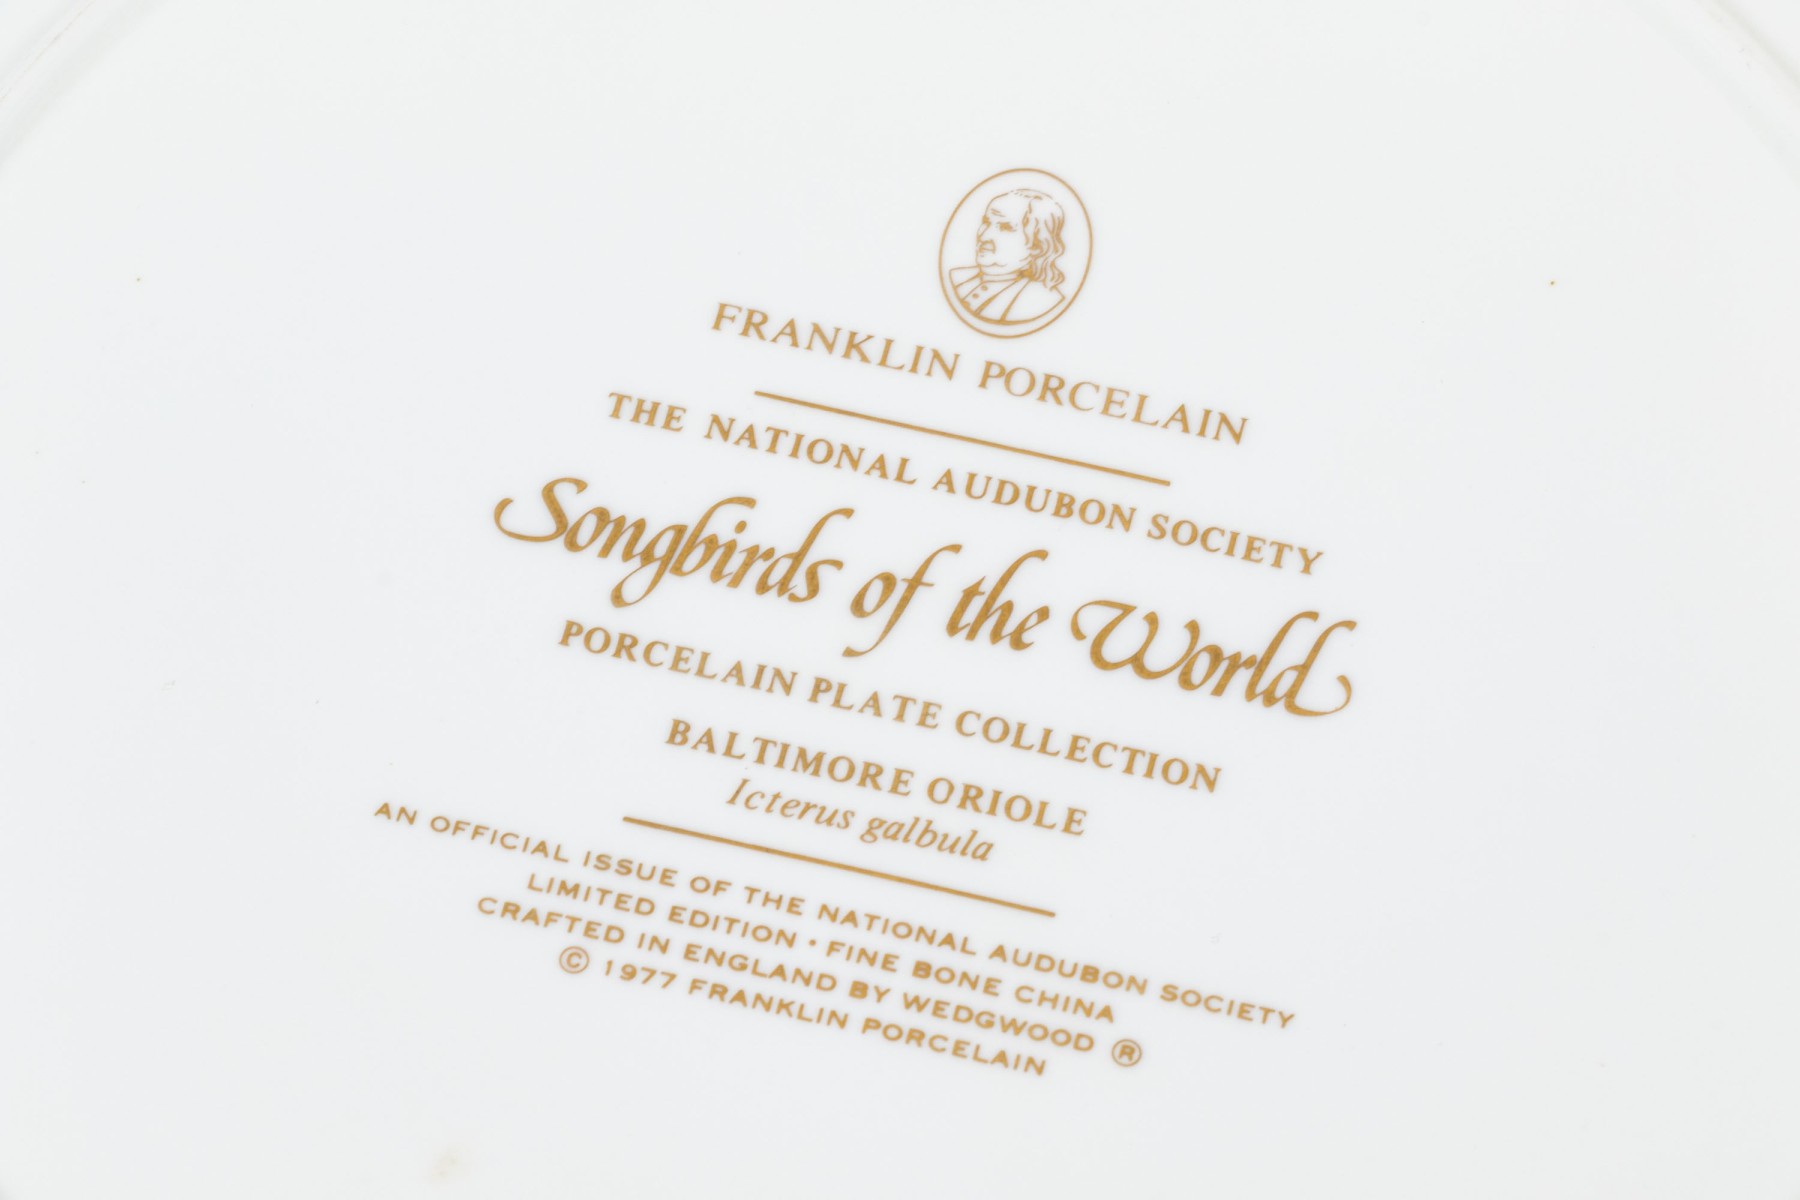 FRANKLIN PORCELAIN
THE NATIONAL AUDUBON SOCIETY
Songbirds of the World
PORCELAIN PLATE COLLECTION
BALTIMORE ORIOLE
Icterus galbula
AN OFFICIAL ISSUE OF THE NATIONAL AUDUBON SOCIETY
LIMITED EDITION · FINE BONE CHINA
CRAFTED IN ENGLAND BY WEDGWOOD ®
© 1977 FRANKLIN PORCELAIN